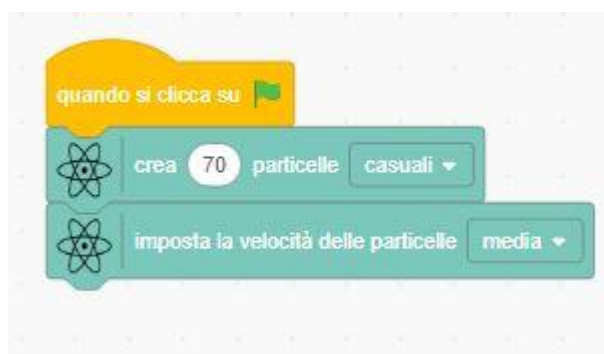 quando si clicca su
crea 70 particelle casuali
imposta la velocità delle particelle media